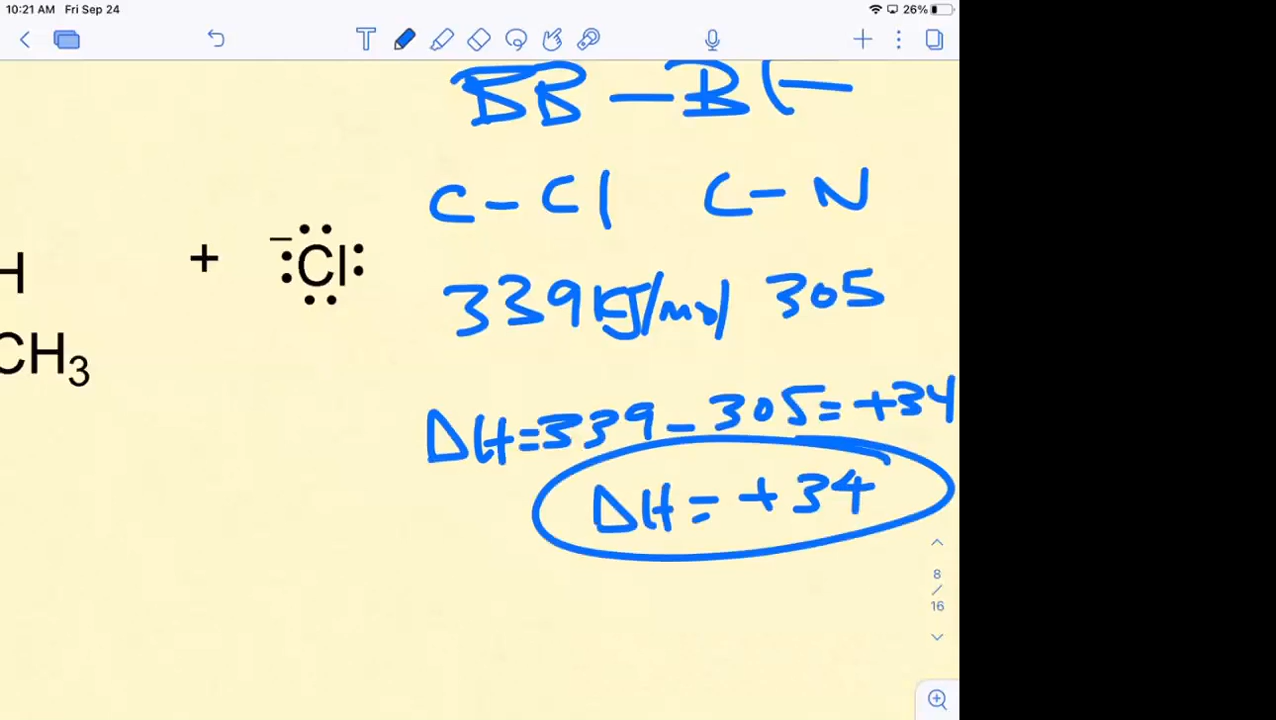 10:21 AM Fri Sep 24
26%
BB – B (–
C – Cl C – N
H + :Cl:
339 kJ/mol 305
CH3
ΔH = 339 – 305 = +34
ΔH = +34
8
/
16